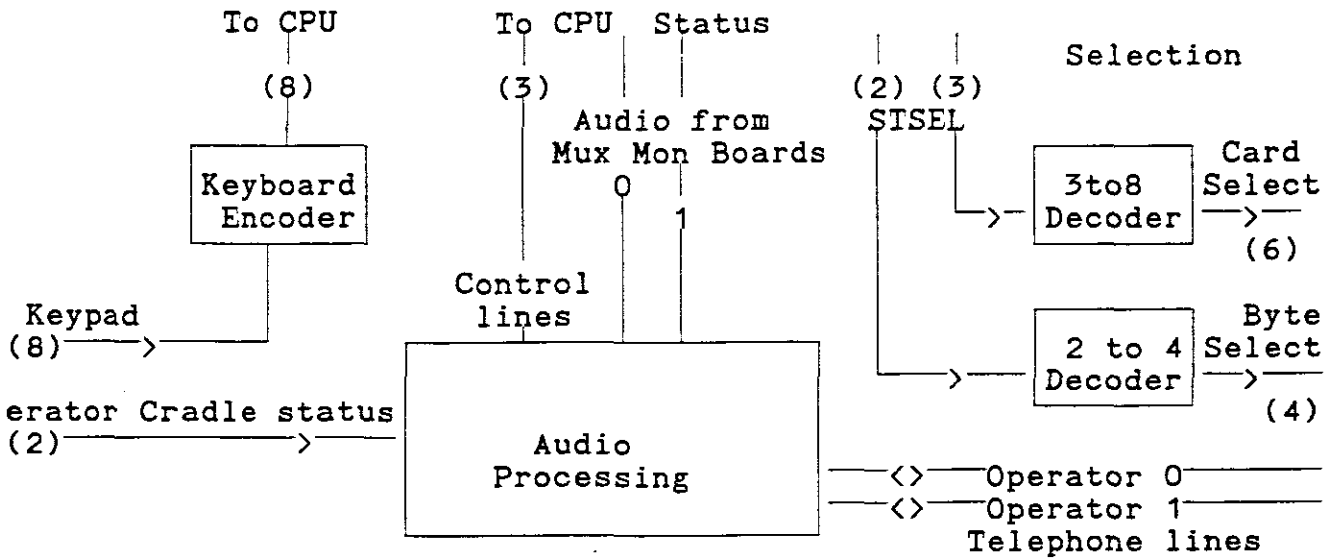 To CPU
To CPU Status
Selection
(8)
(3)
(2) (3)
STSEL
Audio from
Mux Mon Boards
0
1
Keyboard
Encoder
3to8
Decoder
Card
Select
(6)
Control
lines
Keypad
(8)
2 to 4
Decoder
Byte
Select
(4)
erator Cradle status
(2)
Audio
Processing
Operator 0
Operator 1
Telephone lines